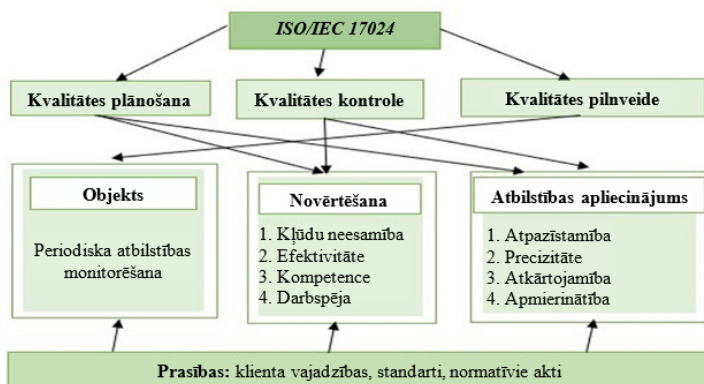 ISO/IEC 17024
Kvalitātes plānošana
Kvalitātes kontrole
Kvalitātes pilnveide
Objekts
Periodiska atbilstības
monitorēšana
Novērtēšana
1. Kļūdu neesamība
2. Efektivitāte
3. Kompetence
4. Darbspēja
Atbilstības apliecinājums
1. Atpazīstamība
2. Precizitāte
3. Atkārtojamība
4. Apmierinātība
Prasības: klienta vajadzības, standarti, normatīvie akti